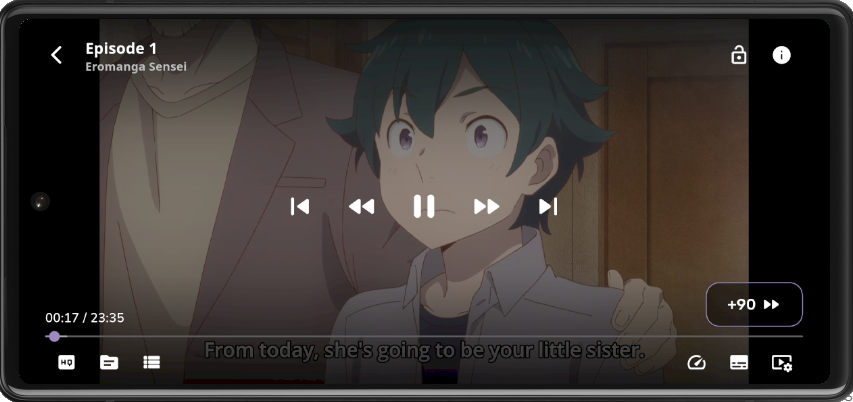 Episode 1
Eromanga Sensei
+90
00:17 / 23:35
From today, she's going to be your little sister.
HQ